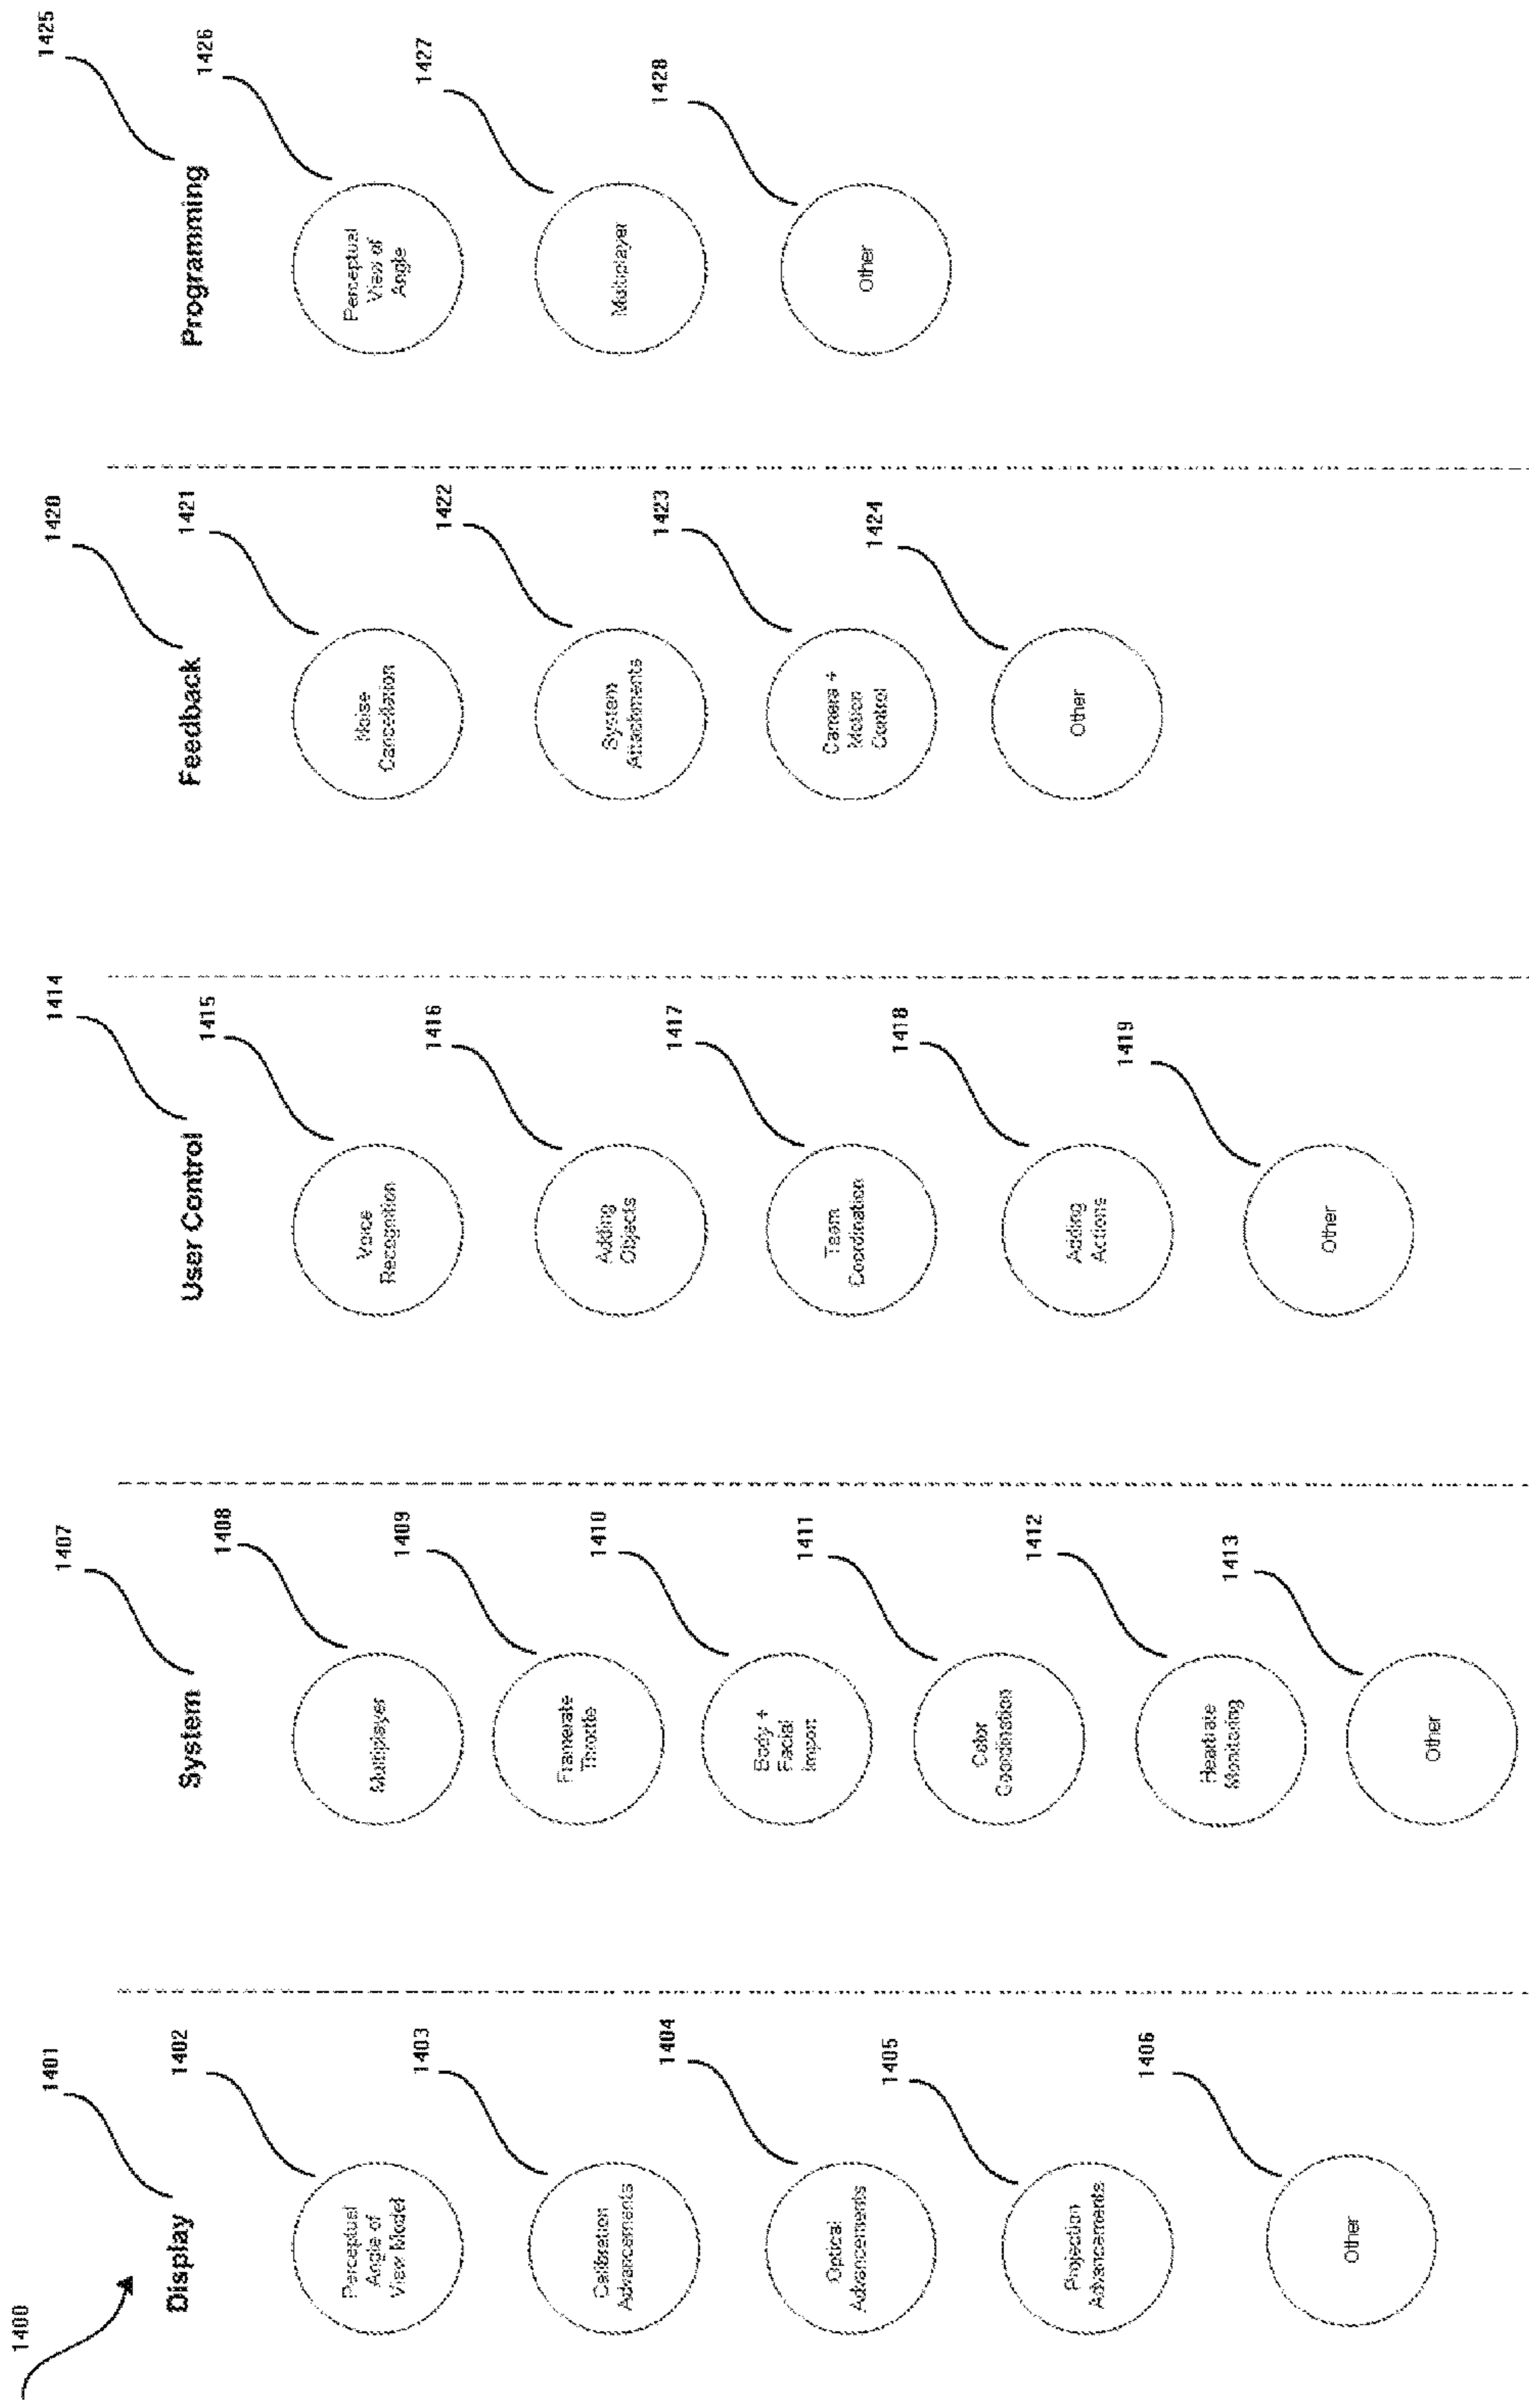 1400
Display
1401
Perceptual
Angle of
View Model
1402
Calibration
Advancements
1403
Optical
Advancements
1404
Projection
Advancements
1405
Other
1406
System
1407
Multiplayer
1408
Framerate
Throttle
1409
Body +
Facial
Import
1410
Color
Coordination
1411
Heartrate
Monitoring
1412
Other
1413
User Control
1414
Voice
Recognition
1415
Adding
Objects
1416
Team
Coordination
1417
Adding
Actions
1418
Other
1419
Feedback
1420
Noise
Cancellation
1421
System
Attachments
1422
Camera +
Motion
Control
1423
Other
1424
Programming
1425
Perceptual
View of
Angle
1426
Multiplayer
1427
Other
1428